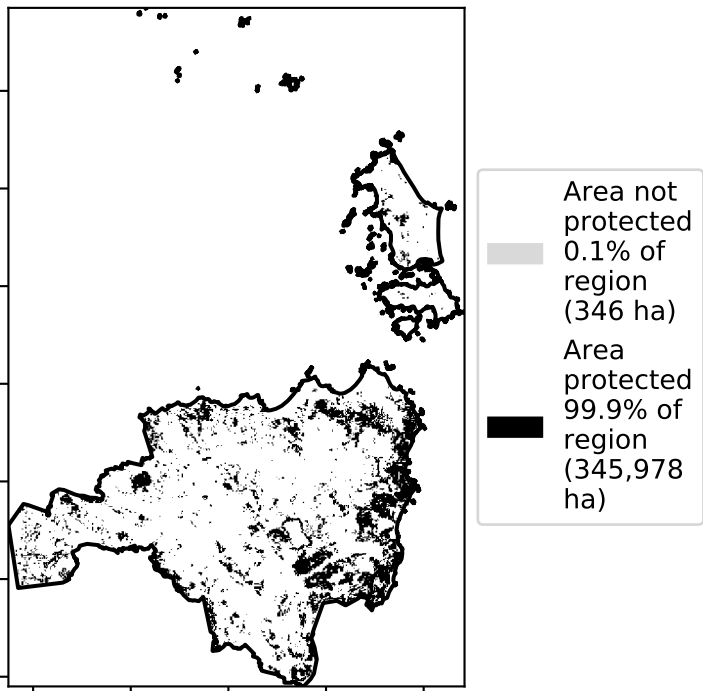 Area not
protected
0.1% of
region
(346 ha)
Area
protected
99.9% of
region
(345,978
ha)